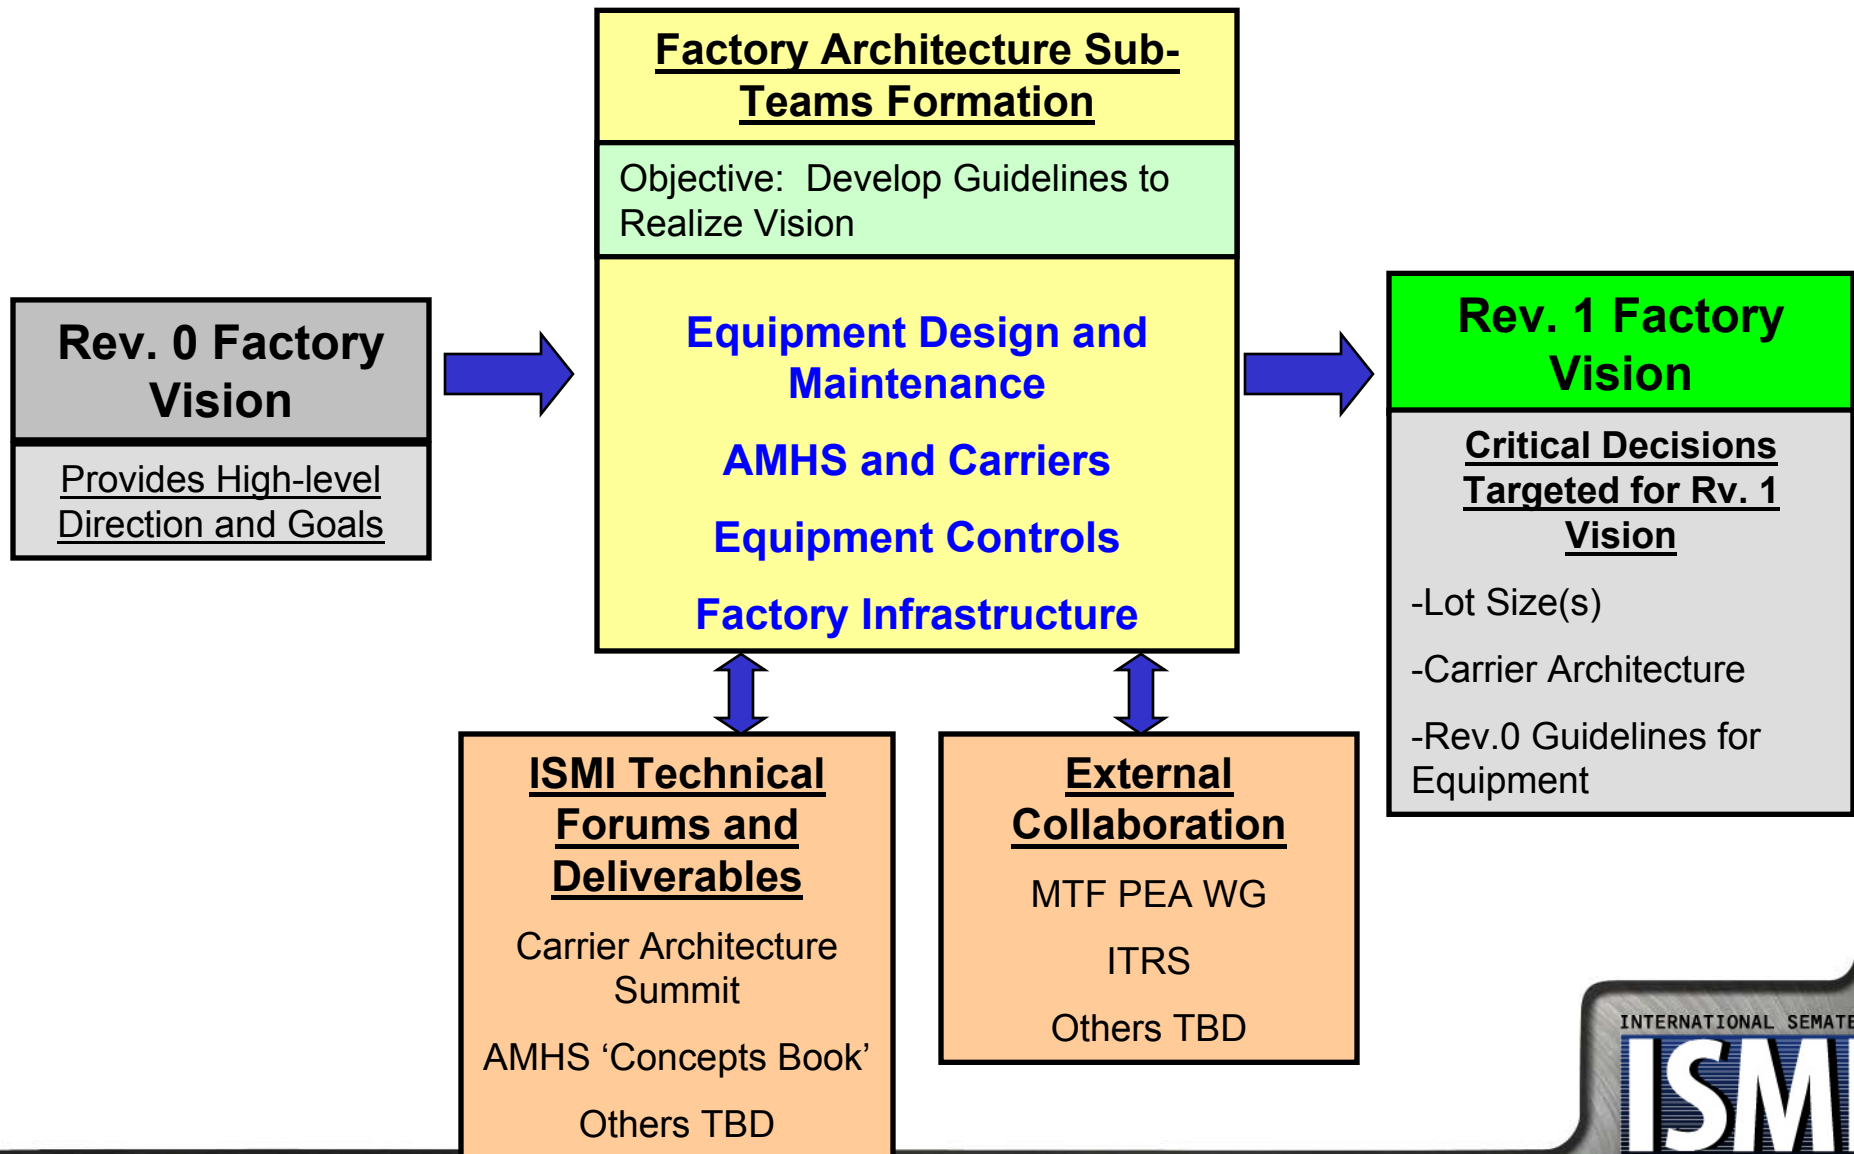 Factory Architecture Sub-
Teams Formation
Objective: Develop Guidelines to
Realize Vision
Equipment Design and
Maintenance
AMHS and Carriers
Equipment Controls
Factory Infrastructure
Rev. 0 Factory
Vision
Provides High-level
Direction and Goals
Rev. 1 Factory
Vision
Critical Decisions
Targeted for Rv. 1
Vision
-Lot Size(s)
-Carrier Architecture
-Rev.0 Guidelines for
Equipment
ISMI Technical
Forums and
Deliverables
Carrier Architecture
Summit
AMHS ‘Concepts Book’
Others TBD
External
Collaboration
MTF PEA WG
ITRS
Others TBD
INTERNATIONAL SEMATE
ISMI